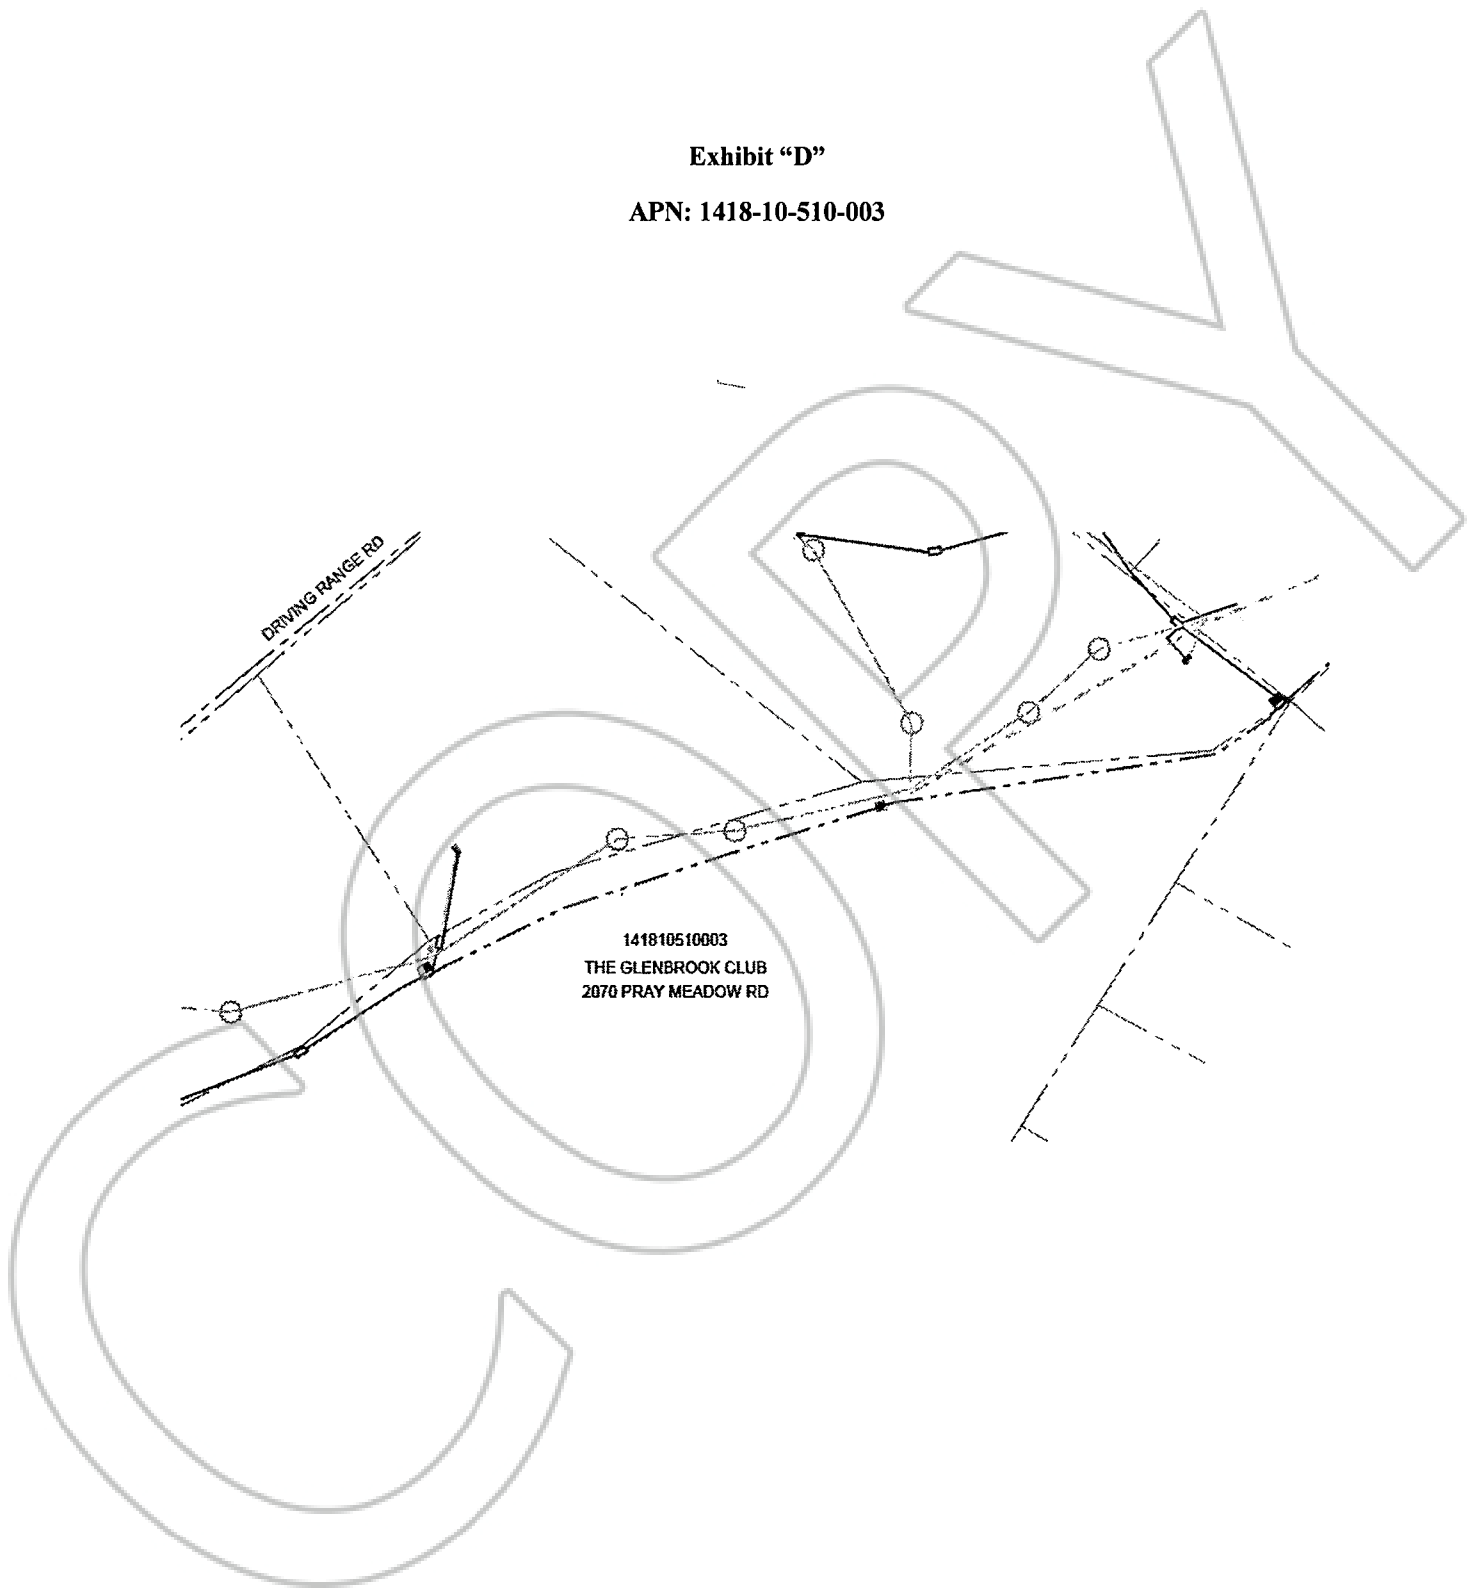 Exhibit “D”
APN: 1418-10-510-003
DRIVING RANGE RD
141810510003
THE GLENBROOK CLUB
2070 PRAY MEADOW RD
COPY